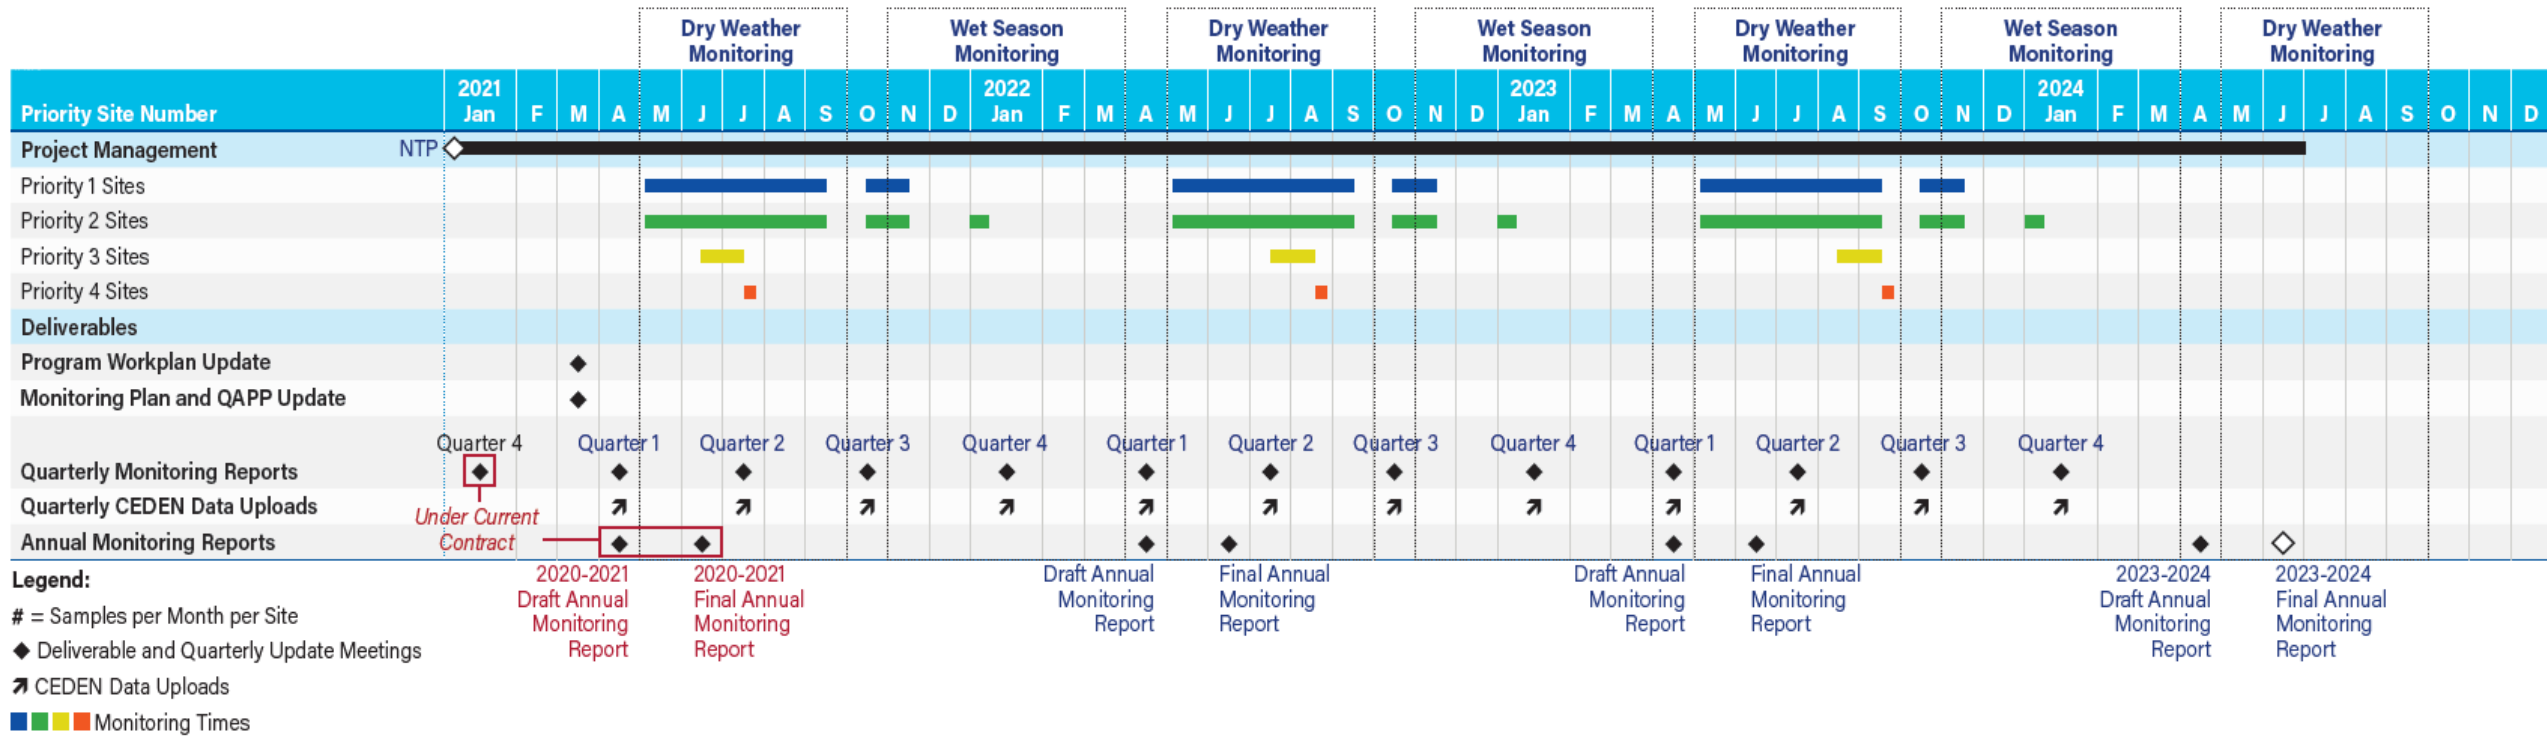 Dry Weather
Monitoring
Wet Season
Monitoring
Dry Weather
Monitoring
Wet Season
Monitoring
Dry Weather
Monitoring
Wet Season
Monitoring
Dry Weather
Monitoring
2021 2022 2023 2024
Priority Site Number Jan F M A M J J A S O N D Jan F M A M J J A S O N D Jan F M A M J J A S O N D Jan F M A M J J A S O N D
Project Management NTP
Priority 1 Sites
Priority 2 Sites
Priority 3 Sites
Priority 4 Sites
Deliverables
Program Workplan Update
Monitoring Plan and QAPP Update
Quarter 4 Quarter 1 Quarter 2 Quarter 3 Quarter 4 Quarter 1 Quarter 2 Quarter 3 Quarter 4 Quarter 1 Quarter 2 Quarter 3 Quarter 4
Quarterly Monitoring Reports
Quarterly CEDEN Data Uploads
Under Current
Contract
Annual Monitoring Reports
2020-2021
Draft Annual
Monitoring
Report
2020-2021
Final Annual
Monitoring
Report
Draft Annual
Monitoring
Report
Final Annual
Monitoring
Report
Draft Annual
Monitoring
Report
Final Annual
Monitoring
Report
2023-2024
Draft Annual
Monitoring
Report
2023-2024
Final Annual
Monitoring
Report
Legend:
# = Samples per Month per Site
Deliverable and Quarterly Update Meetings
CEDEN Data Uploads
Monitoring Times